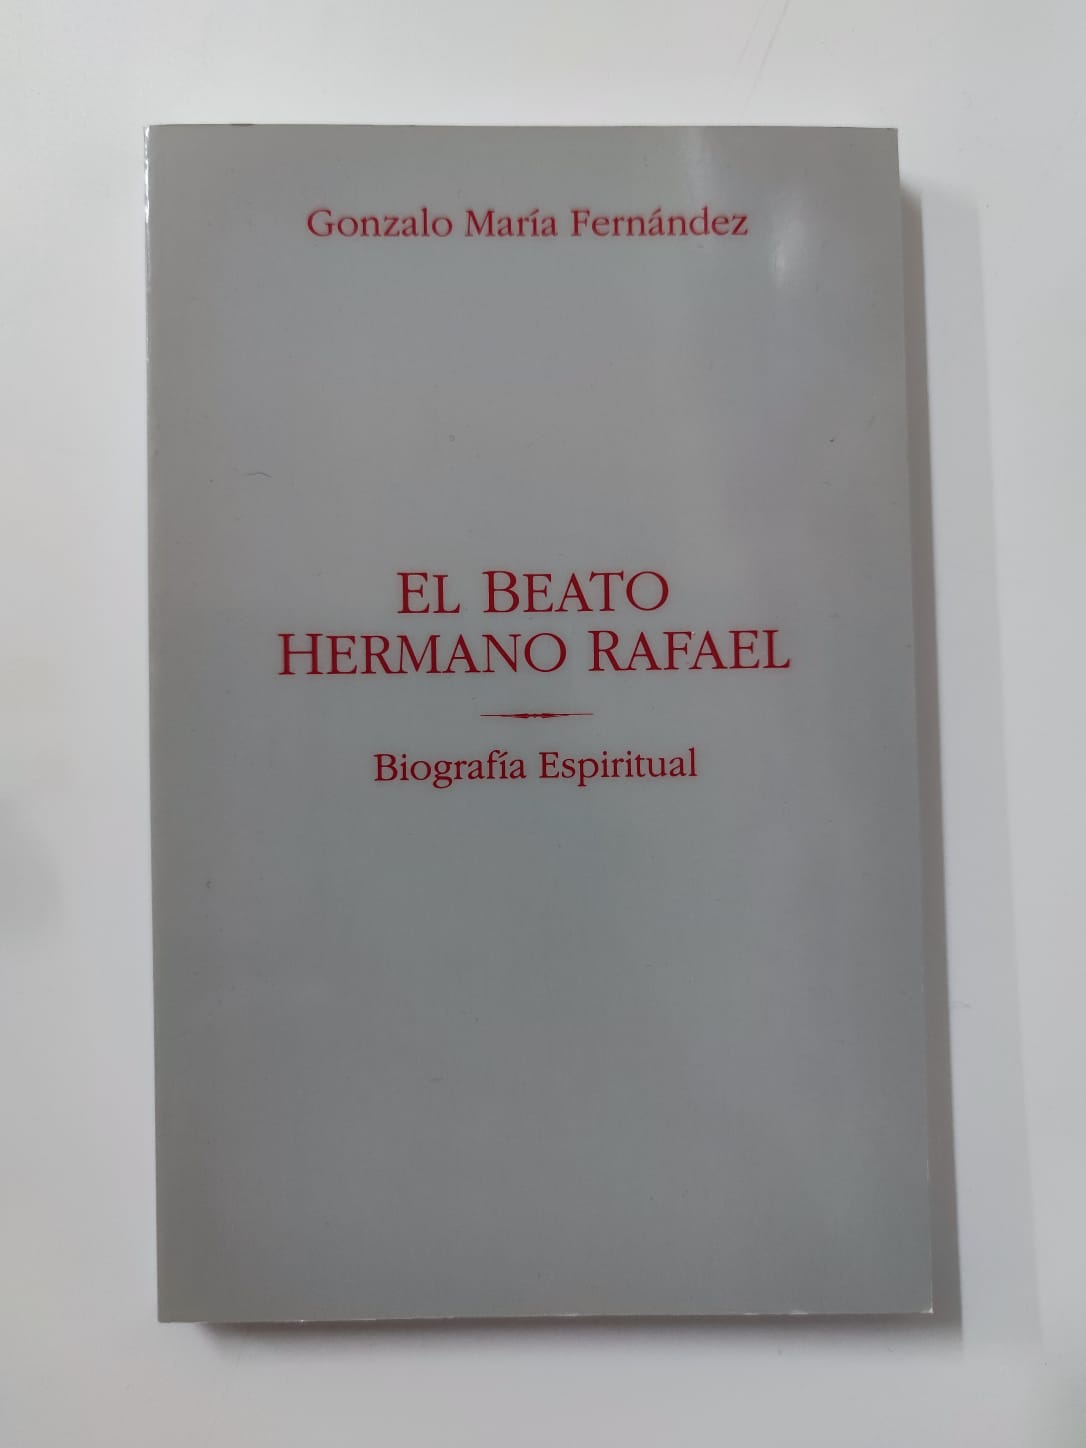 Gonzalo María Fernández
EL BEATO
HERMANO RAFAEL
Biografía Espiritual